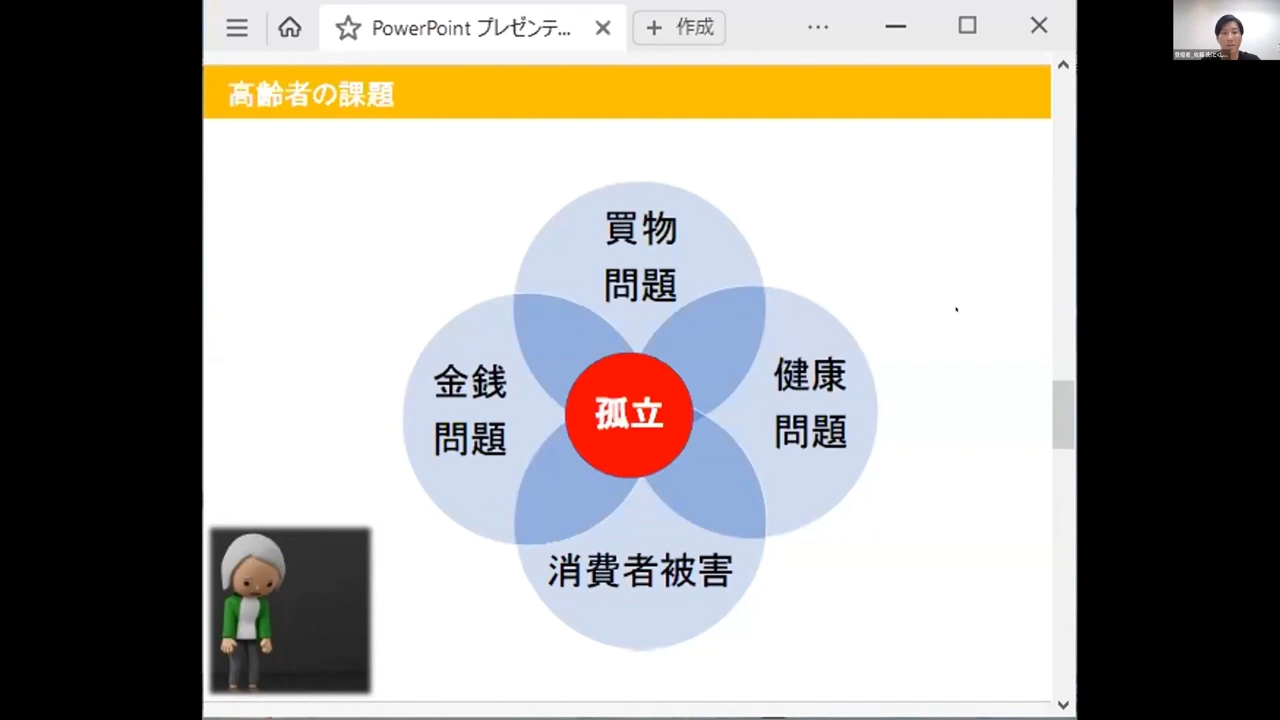 PowerPoint プレゼンテ...
作成
高齢者の課題
買物
問題
金銭
問題
孤立
健康
問題
消費者被害